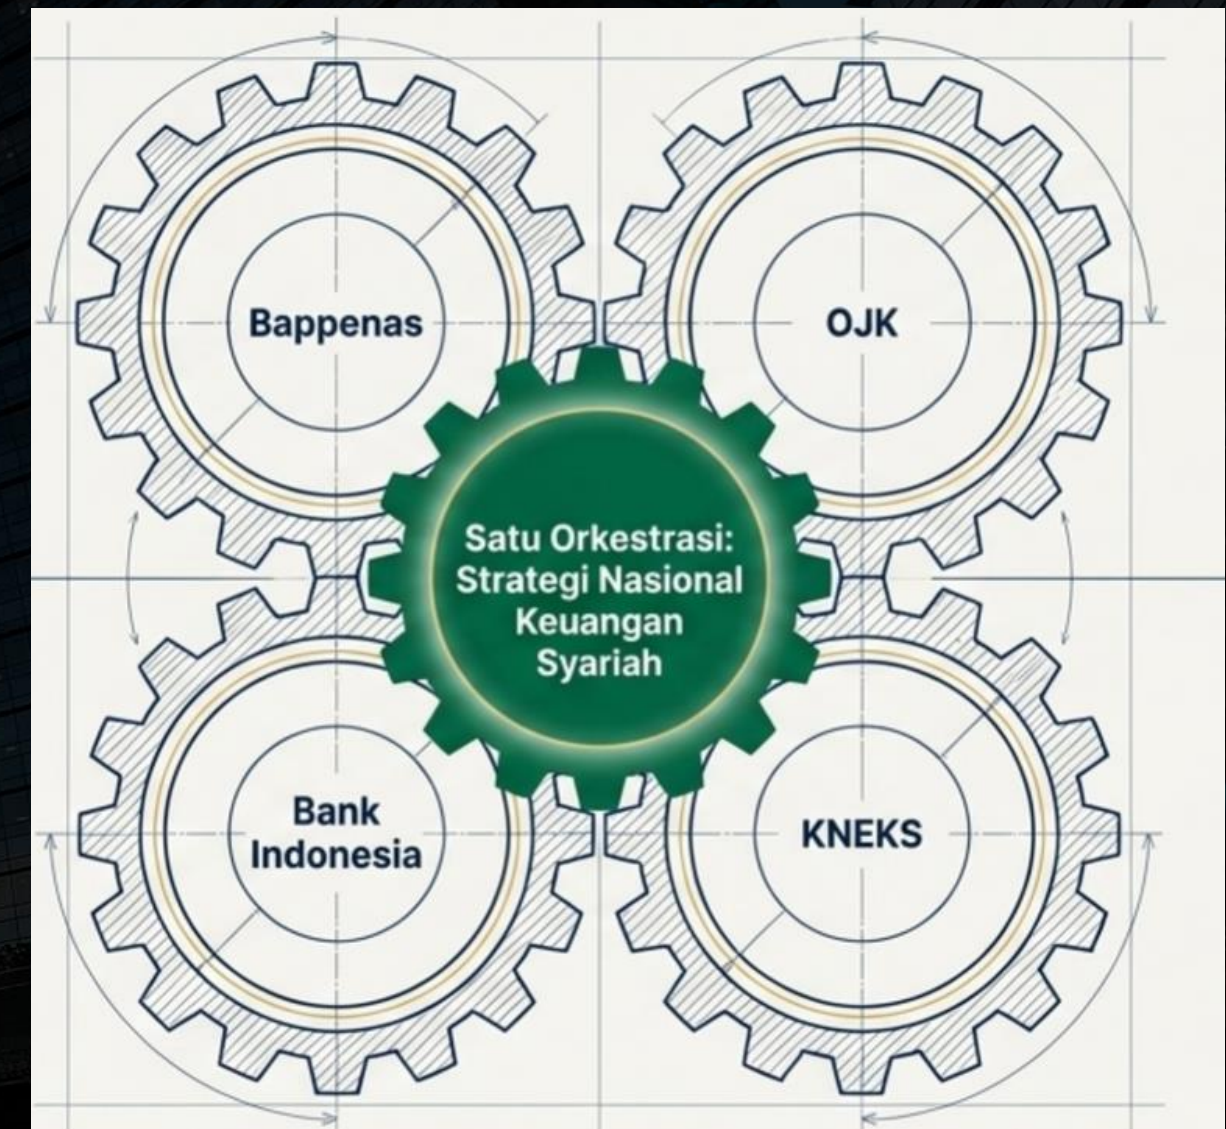 Bappenas
OJK
Satu Orkestrasi:
Strategi Nasional
Keuangan
Syariah
Bank
Indonesia
KNEKS